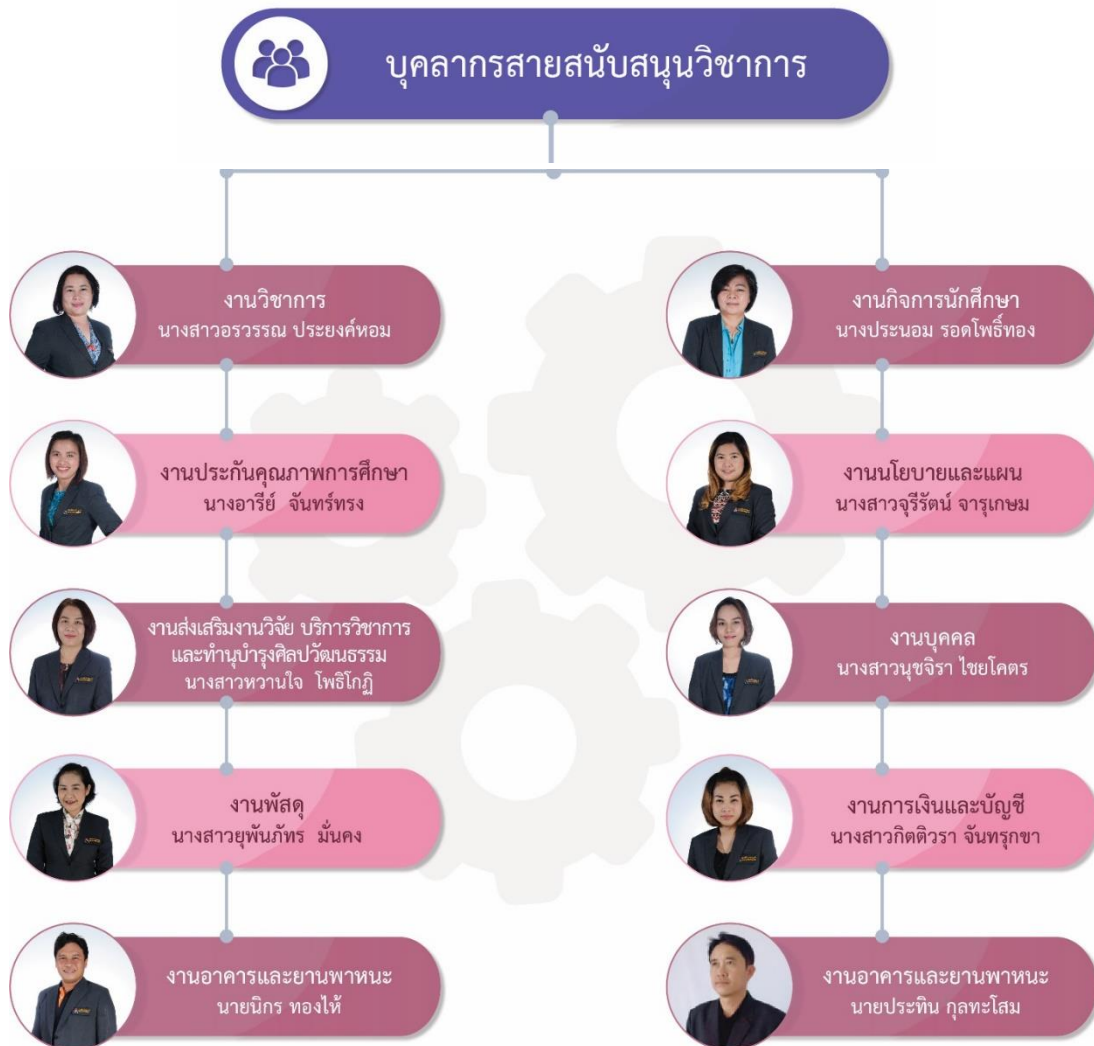 บุคลากรสายสนับสนุนวิชาการ
งานวิชาการ
นางสาวอรวรรณ ประยงค์หอม
งานประกันคุณภาพการศึกษา
นางอารีย์  จันทร์ทรง
งานส่งเสริมงานวิจัย บริการวิชาการ
และทำนุบำรุงศิลปวัฒนธรรม
นางสาวหวานใจ  โพธิโกฏิ
งานพัสดุ
นางสาวยุพันภัทร  มั่นคง
งานอาคารและยานพาหนะ
นายนิกร ทองไห้
งานกิจการนักศึกษา
นางประนอม รอดโพธิ์ทอง
งานนโยบายและแผน
นางสาวจุรีรัตน์ จารุเกษม
งานบุคคล
นางสาวนุชจิรา ไชยโคตร
งานการเงินและบัญชี
นางสาวกิตติวรา จันทรุกขา
งานอาคารและยานพาหนะ
นายประทิน กุลทะโสม